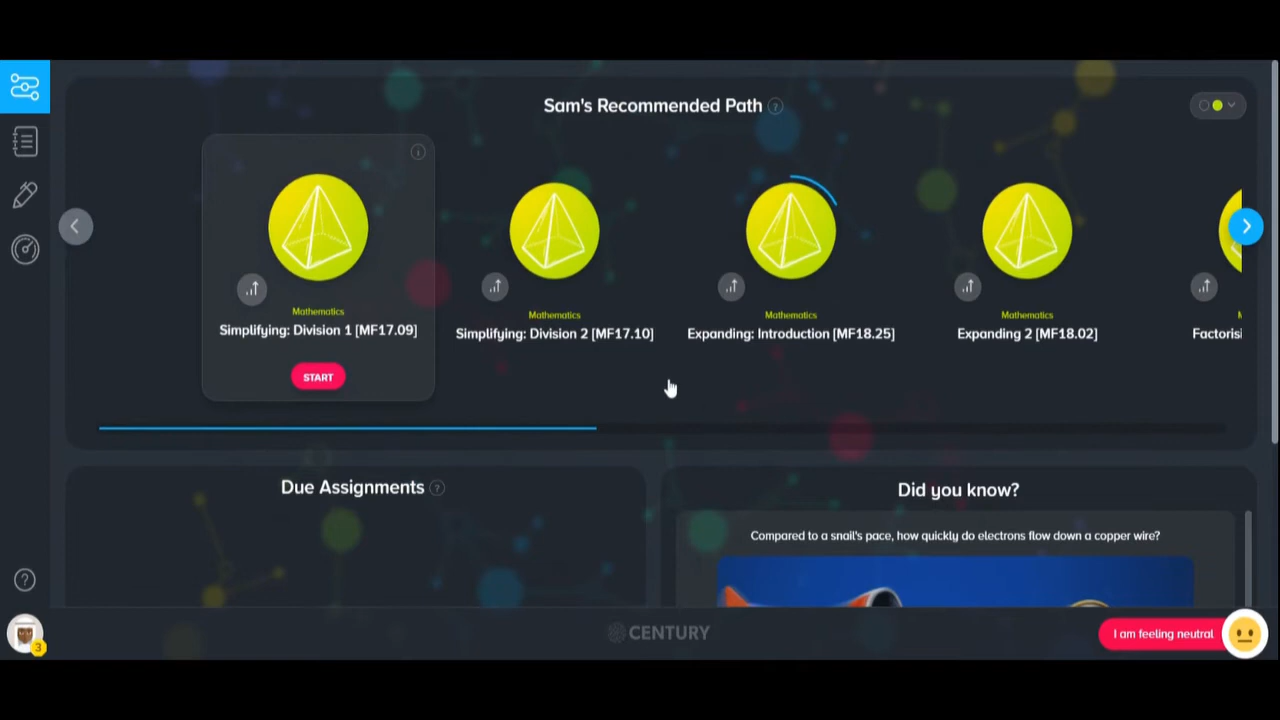 Sam's Recommended Path ?
Mathematics
Simplifying: Division 1 [MF17.09]
START
Mathematics
Simplifying: Division 2 [MF17.10]
Mathematics
Expanding: Introduction [MF18.25]
Mathematics
Expanding 2 [MF18.02]
M
Factorisi
Due Assignments ?
Did you know?
Compared to a snail's pace, how quickly do electrons flow down a copper wire?
?
3
CENTURY
I am feeling neutral